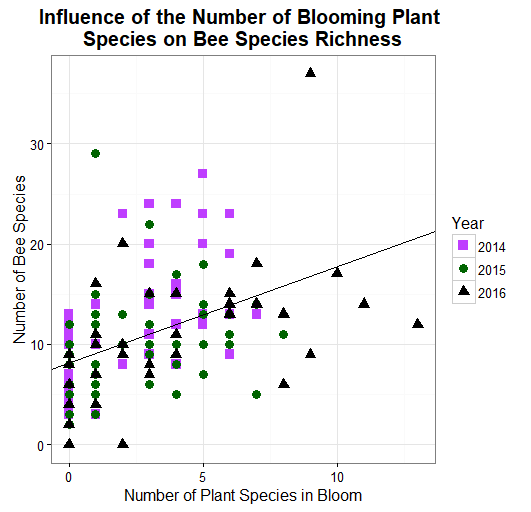 Influence of the Number of Blooming Plant
Species on Bee Species Richness
Number of Bee Species
30
20
10
0
0 5 10
Number of Plant Species in Bloom
Year
2014
2015
2016